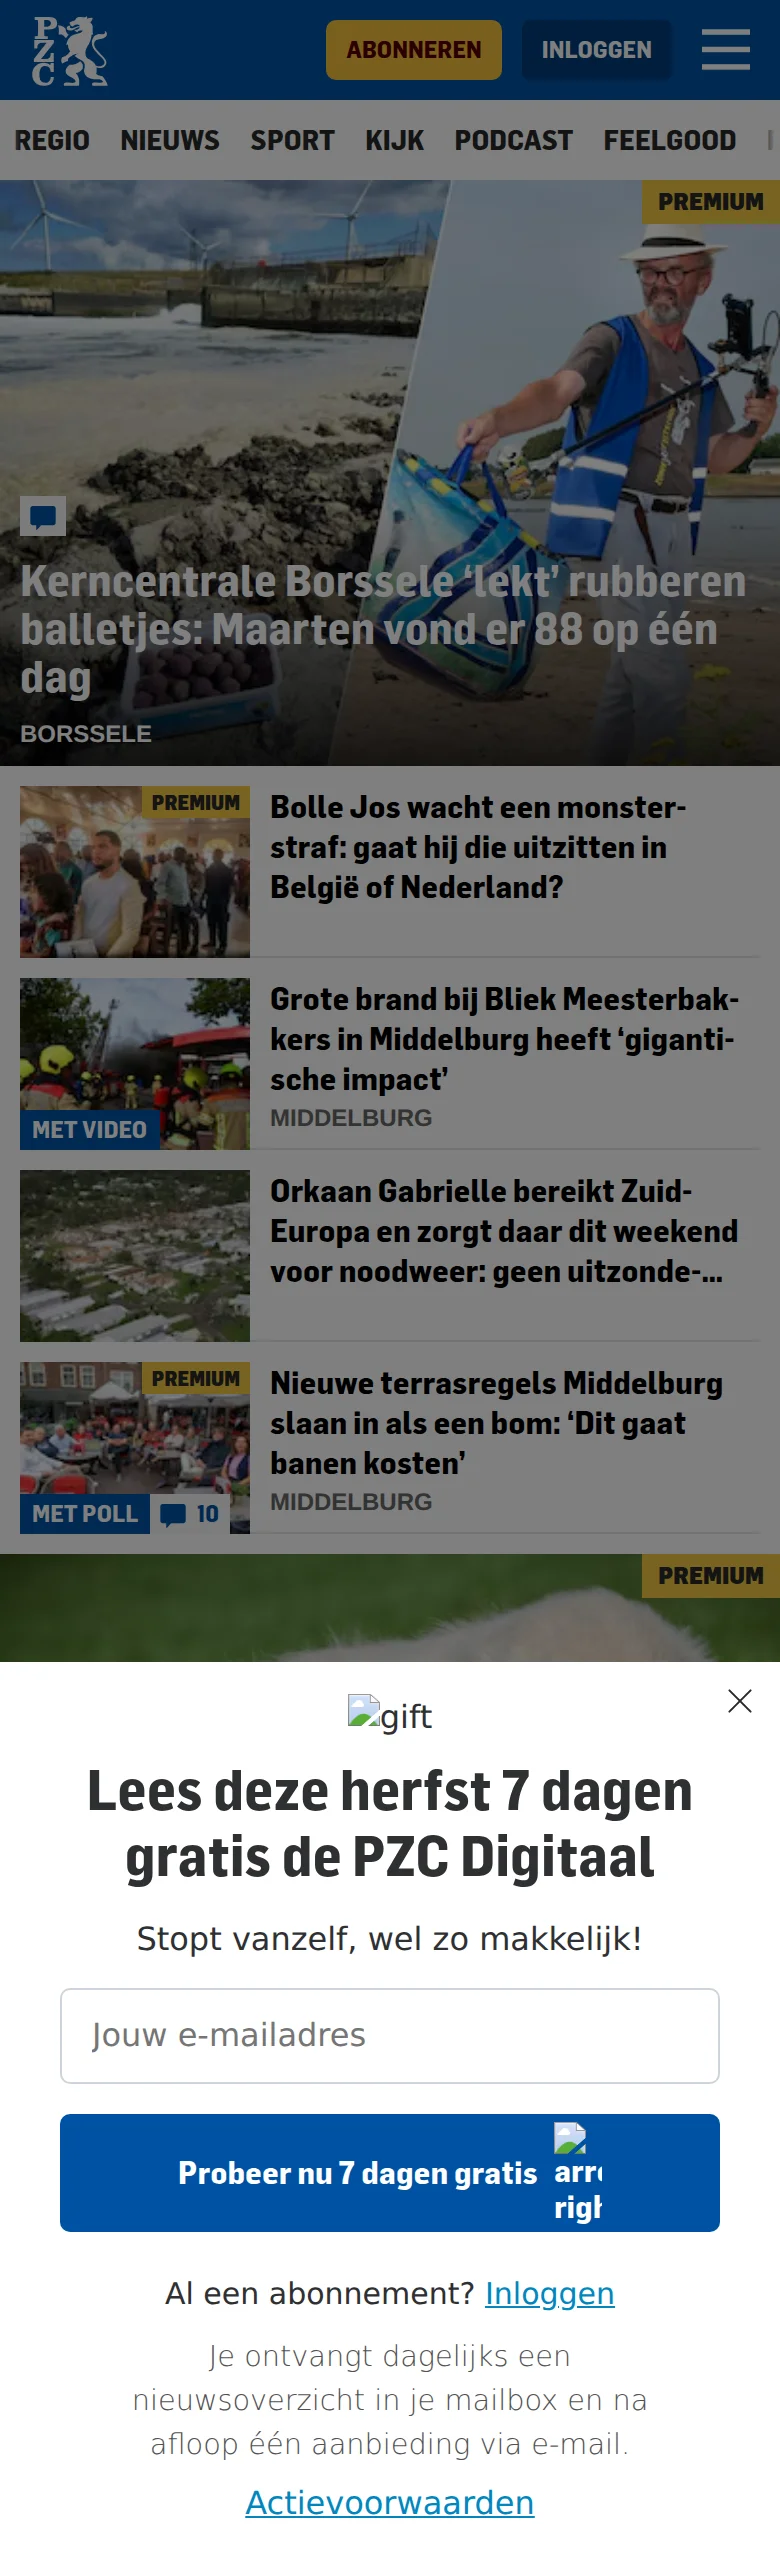 PZC
ABONNEREN
INLOGGEN
REGIO NIEUWS SPORT KIJK PODCAST FEELGOOD
PREMIUM
Kerncentrale Borssele ‘lekt’ rubberen
balletjes: Maarten vond er 88 op één
dag
BORSSELE
PREMIUM
Bolle Jos wacht een monster-
straf: gaat hij die uitzitten in
België of Nederland?
MET VIDEO
Grote brand bij Bliek Meesterbak-
kers in Middelburg heeft ‘giganti-
sche impact’
MIDDELBURG
Orkaan Gabrielle bereikt Zuid-
Europa en zorgt daar dit weekend
voor noodweer: geen uitzonde-...
PREMIUM
MET POLL
10
Nieuwe terrasregels Middelburg
slaan in als een bom: ‘Dit gaat
banen kosten’
MIDDELBURG
PREMIUM
gift
Lees deze herfst 7 dagen
gratis de PZC Digitaal
Stopt vanzelf, wel zo makkelijk!
Jouw e-mailadres
Probeer nu 7 dagen gratis
Al een abonnement? Inloggen
Je ontvangt dagelijks een
nieuwsoverzicht in je mailbox en na
afloop één aanbieding via e-mail.
Actievoorwaarden